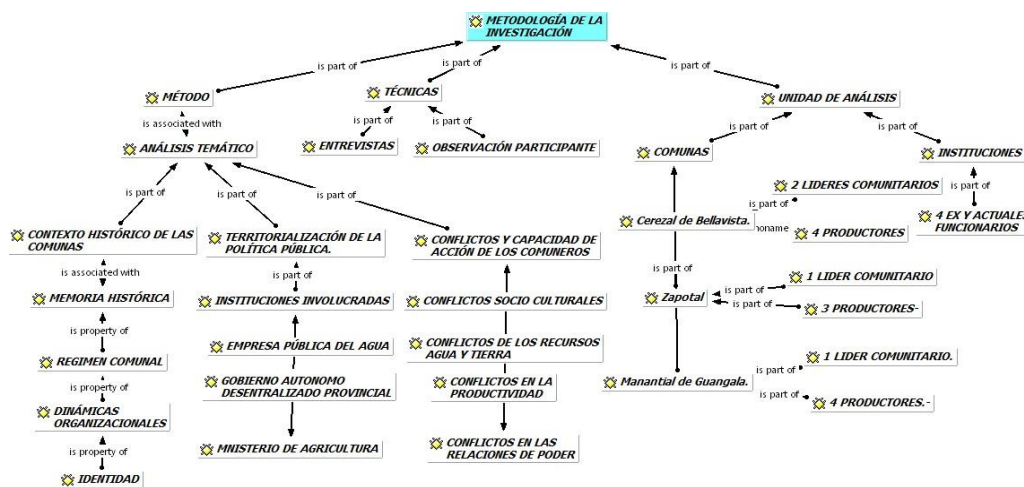 METODOLOGÍA DE LA
INVESTIGACIÓN
is part of
is part of
is part of
MÉTODO
TÉCNICAS
UNIDAD DE ANÁLISIS
is associated with
is part of
is part of
is part of
is part of
ANÁLISIS TEMÁTICO
ENTREVISTAS
OBSERVACIÓN PARTICIPANTE
COMUNAS
INSTITUCIONES
is part of
is part of
is part of
2 LIDERES COMUNITARIOS
is part of
is part of
Cerezal de Bellavista.
noname
4 PRODUCTORES
4 EX Y ACTUALES
FUNCIONARIOS
CONTEXTO HISTÓRICO DE LAS
COMUNAS
TERRITORIALIZACIÓN DE LA
POLÍTICA PÚBLICA.
CONFLICTOS Y CAPACIDAD DE
ACCIÓN DE LOS COMUNEROS
is associated with
is part of
is part of
MEMORIA HISTÓRICA
INSTITUCIONES INVOLUCRADAS
CONFLICTOS SOCIO CULTURALES
Zapotal
is part of
1 LIDER COMUNITARIO
is part of
3 PRODUCTORES-
is property of
REGIMEN COMUNAL
EMPRESA PÚBLICA DEL AGUA
CONFLICTOS DE LOS RECURSOS
AGUA Y TIERRA
is property of
GOBIERNO AUTONOMO
DESENTRALIZADO PROVINCIAL
CONFLICTOS EN LA
PRODUCTIVIDAD
Manantial de Guangala.
is part of
1 LIDER COMUNITARIO.
is part of
4 PRODUCTORES.-
DINÁMICAS
ORGANIZACIONALES
is property of
MNISTERIO DE AGRICULTURA
CONFLICTOS EN LAS
RELACIONES DE PODER
IDENTIDAD